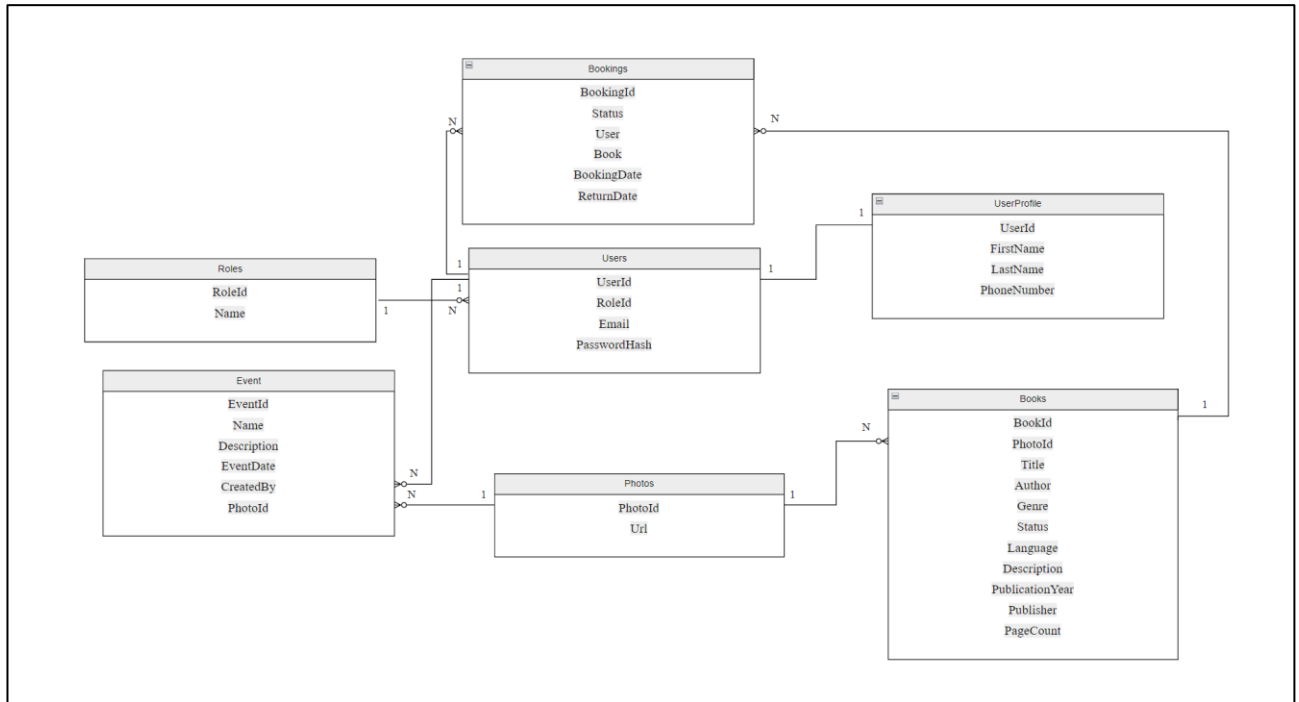 Bookings
BookingId
Status
User
Book
BookingDate
ReturnDate
N
N
UserProfile
UserId
FirstName
LastName
PhoneNumber
1
Users
UserId
RoleId
Email
PasswordHash
1
1
1
N
Roles
RoleId
Name
1
Event
EventId
Name
Description
EventDate
CreatedBy
PhotoId
N
N
Photos
PhotoId
Url
1
1
Books
BookId
PhotoId
Title
Author
Genre
Status
Language
Description
PublicationYear
Publisher
PageCount
N
1